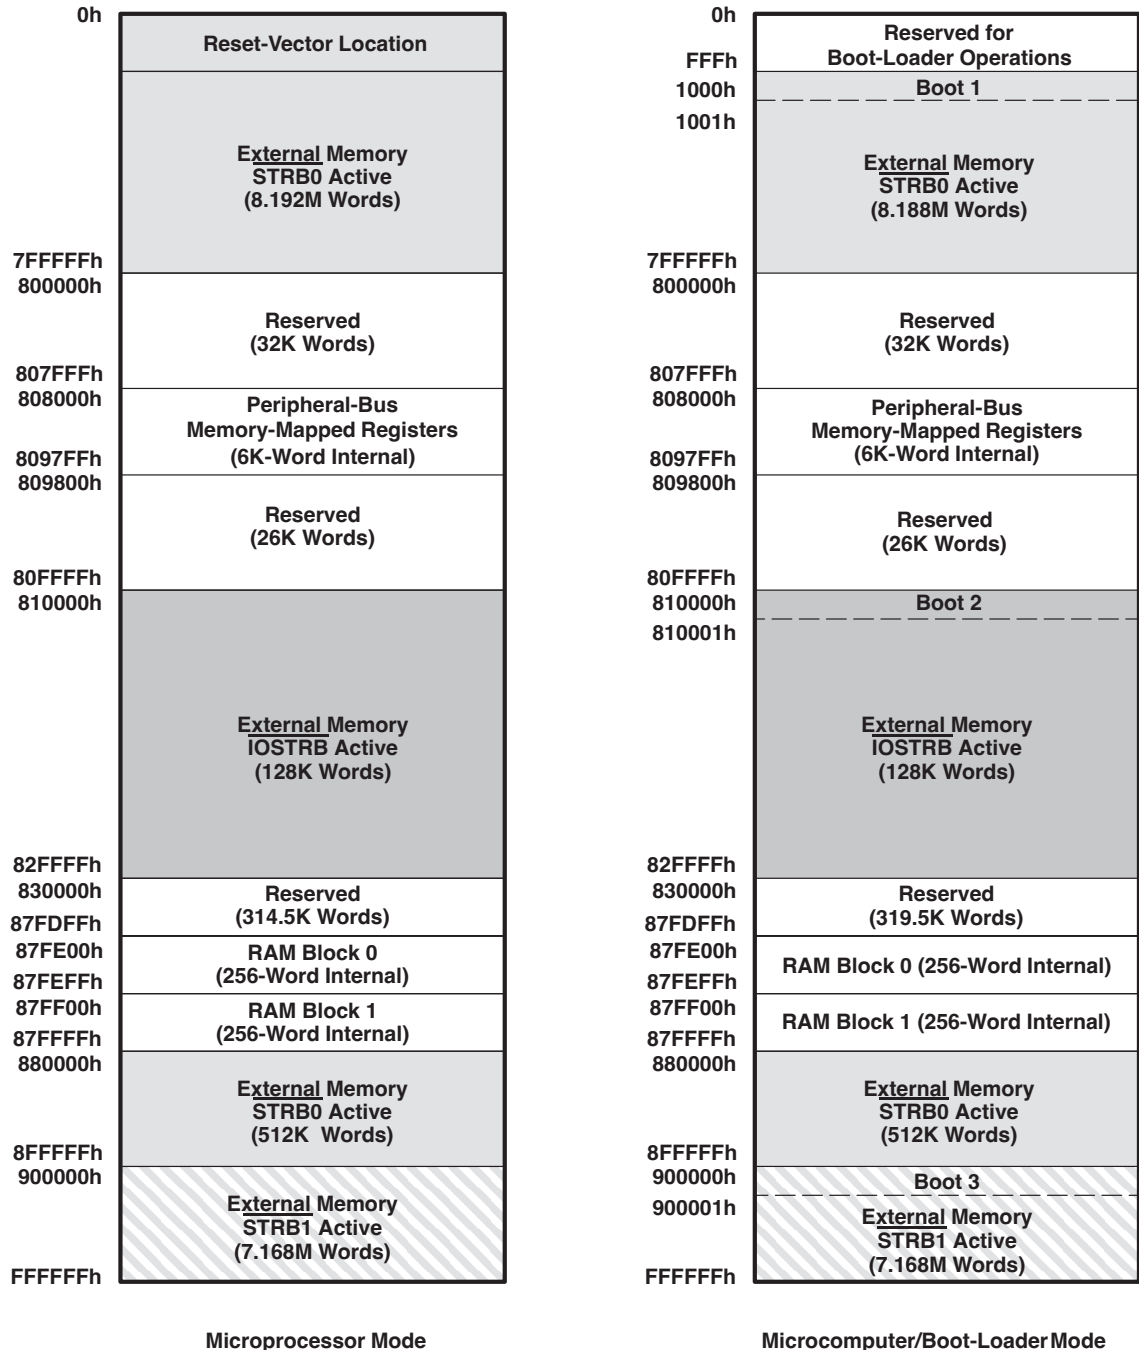 0h
Reset-Vector Location
External Memory
STRB0 Active
(8.192M Words)
7FFFFFh
800000h
Reserved
(32K Words)
807FFFh
808000h
Peripheral-Bus
Memory-Mapped Registers
(6K-Word Internal)
8097FFh
809800h
Reserved
(26K Words)
80FFFFh
810000h
External Memory
IOSTRB Active
(128K Words)
82FFFFh
830000h
Reserved
(314.5K Words)
87FDFFh
87FE00h
RAM Block 0
(256-Word Internal)
87FEFFh
87FF00h
RAM Block 1
(256-Word Internal)
87FFFFh
880000h
External Memory
STRB0 Active
(512K Words)
8FFFFFh
900000h
External Memory
STRB1 Active
(7.168M Words)
FFFFFFh
Microprocessor Mode
0h
Reserved for
Boot-Loader Operations
FFFh
1000h
Boot 1
1001h
External Memory
STRB0 Active
(8.188M Words)
7FFFFFh
800000h
Reserved
(32K Words)
807FFFh
808000h
Peripheral-Bus
Memory-Mapped Registers
(6K-Word Internal)
8097FFh
809800h
Reserved
(26K Words)
80FFFFh
810000h
Boot 2
810001h
External Memory
IOSTRB Active
(128K Words)
82FFFFh
830000h
Reserved
(319.5K Words)
87FDFFh
87FE00h
RAM Block 0 (256-Word Internal)
87FEFFh
87FF00h
RAM Block 1 (256-Word Internal)
87FFFFh
880000h
External Memory
STRB0 Active
(512K Words)
8FFFFFh
900000h
Boot 3
900001h
External Memory
STRB1 Active
(7.168M Words)
FFFFFFh
Microcomputer/Boot-Loader Mode